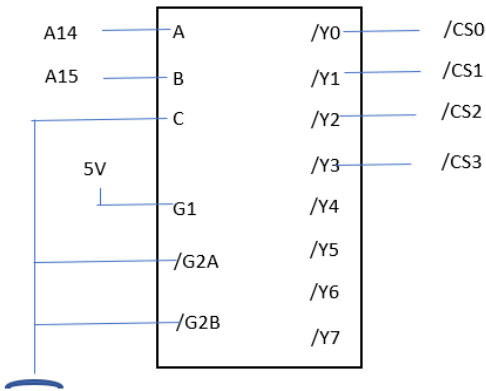 A14 A /Y0 /CS0
A15 B /Y1 /CS1
C /Y2 /CS2
5V /Y3 /CS3
G1 /Y4
/G2A /Y5
/Y6
/G2B /Y7